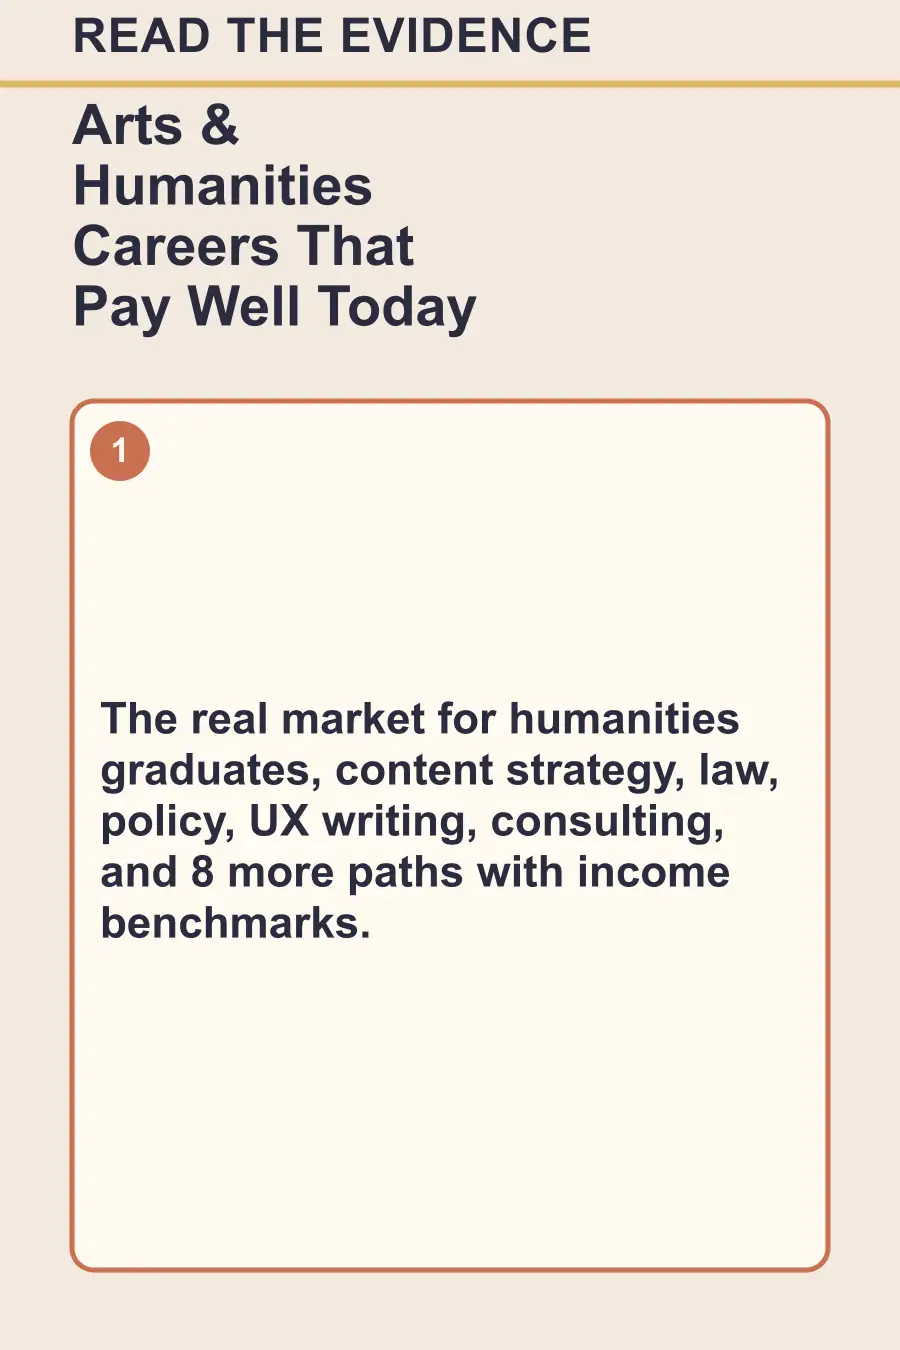 READ THE EVIDENCE
Arts &
Humanities
Careers That
Pay Well Today
1
The real market for humanities
graduates, content strategy, law,
policy, UX writing, consulting,
and 8 more paths with income
benchmarks.